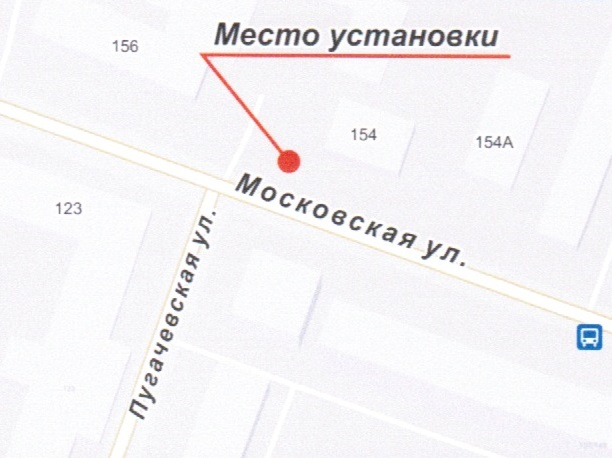 Место установки
156
154
154А
Московская ул.
123
Пугачевская ул.